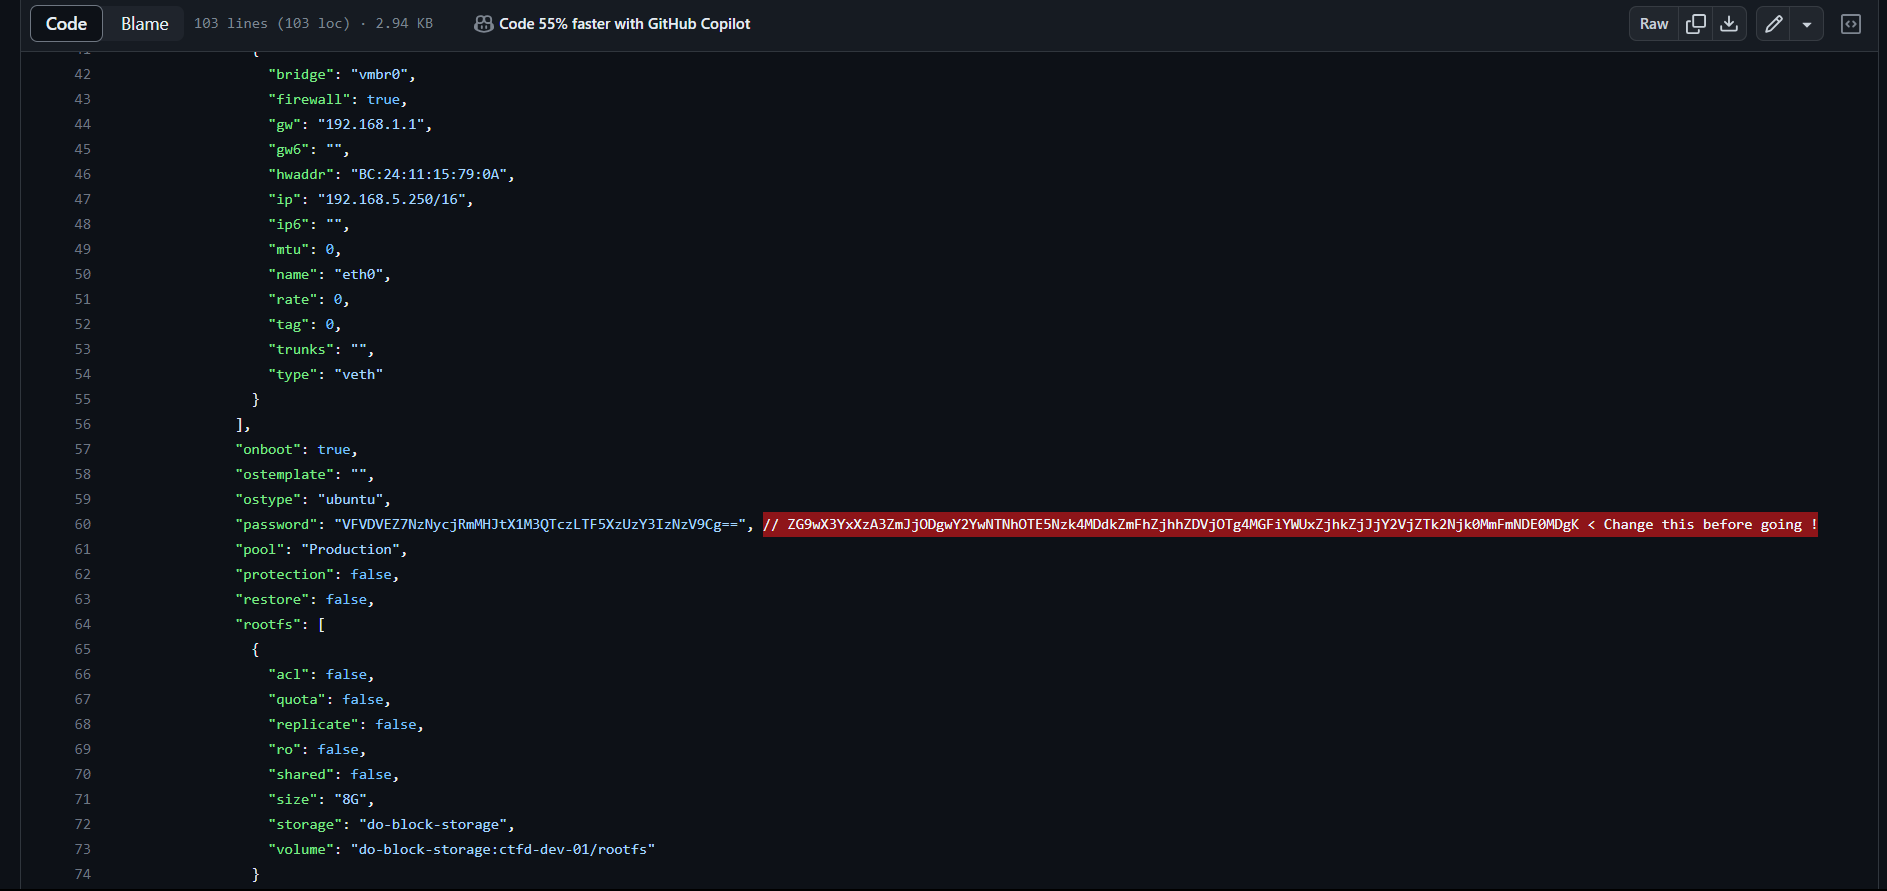 Code Blame 103 lines (103 loc) · 2.94 KB Code 55% faster with GitHub Copilot Raw
42 "bridge": "vmbr0",
43 "firewall": true,
44 "gw": "192.168.1.1",
45 "gw6": "",
46 "hwaddr": "BC:24:11:15:79:0A",
47 "ip": "192.168.5.250/16",
48 "ip6": "",
49 "mtu": 0,
50 "name": "eth0",
51 "rate": 0,
52 "tag": 0,
53 "trunks": "",
54 "type": "veth"
55 }
56 ],
57 "onboot": true,
58 "ostemplate": "",
59 "ostype": "ubuntu",
60 "password": "VFVDVEZ7NzNycjRmMHJtX1M3QTczLTF5XzUzY3IzNzV9Cg==", // ZG9wX3YxXzA3ZmJjODgwY2YwNTNhOTE5Nzk4MDdkZmFhZjhhZDVjOTg4MGFiYWUxZjhkZjJjY2VjZTk2Njk0MmFmNDE0MDgK < Change this before going !
61 "pool": "Production",
62 "protection": false,
63 "restore": false,
64 "rootfs": [
65 {
66 "acl": false,
67 "quota": false,
68 "replicate": false,
69 "ro": false,
70 "shared": false,
71 "size": "8G",
72 "storage": "do-block-storage",
73 "volume": "do-block-storage:ctfd-dev-01/rootfs"
74 }